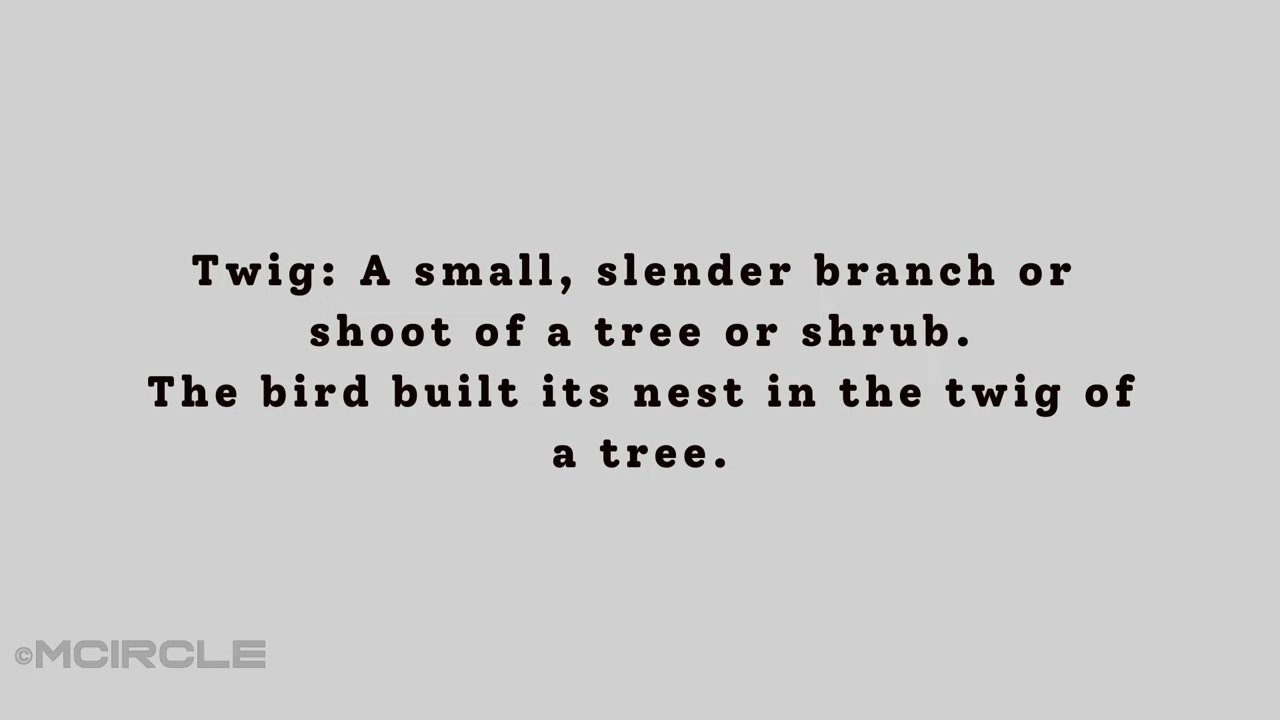 Twig: A small, slender branch or
shoot of a tree or shrub.
The bird built its nest in the twig of
a tree.
©MCIRCLE